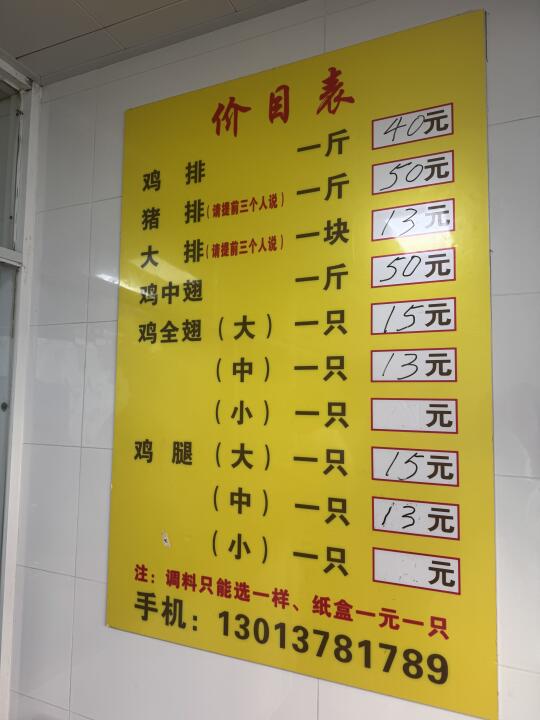 价目表
鸡排 一斤 40元
猪排(请提前三个人说) 一斤 50元
大排(请提前三个人说) 一块 13元
鸡中翅 一斤 50元
鸡全翅(大) 一只 15元
(中) 一只 13元
(小) 一只 元
鸡腿(大) 一只 15元
(中) 一只 13元
(小) 一只 元
注：调料只能选一样、纸盒一元一只
手机：13013781789